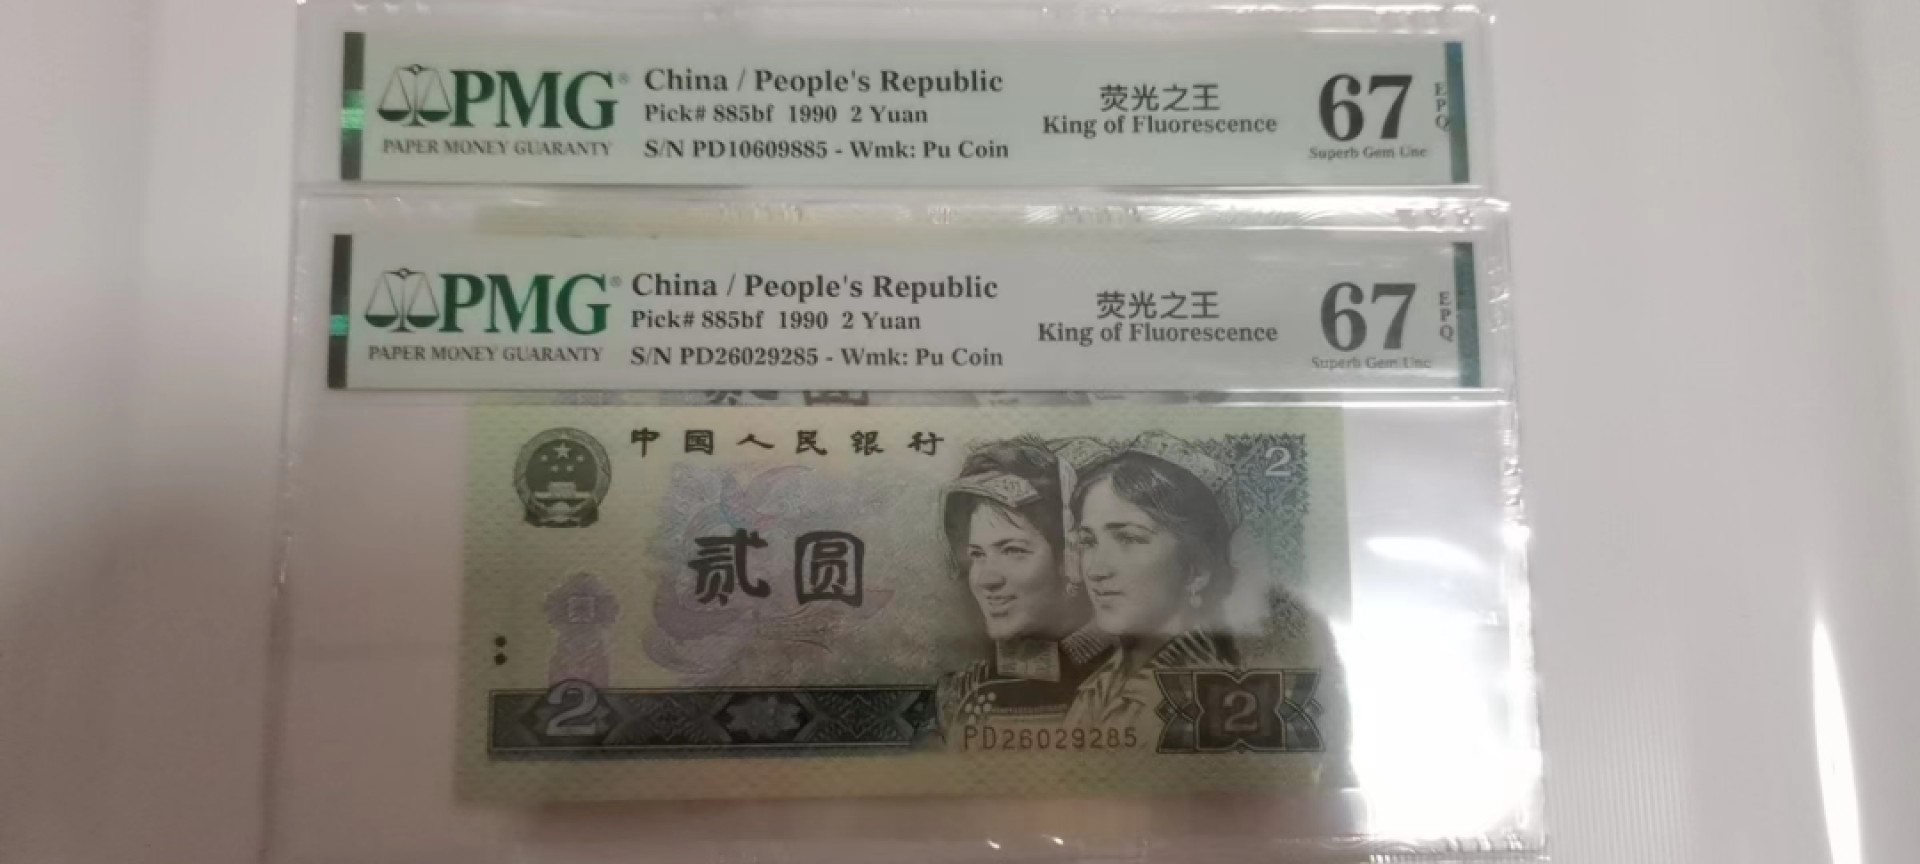 PMG®
PAPER MONEY GUARANTY
China / People's Republic
Pick# 885bf 1990 2 Yuan
S/N PD10609885 - Wmk: Pu Coin
荧光之王
King of Fluorescence
67
EPQ
Superb Gem Unc
PMG®
PAPER MONEY GUARANTY
China / People's Republic
Pick# 885bf 1990 2 Yuan
S/N PD26029285 - Wmk: Pu Coin
荧光之王
King of Fluorescence
67
EPQ
Superb Gem Unc
中国人民银行
2
贰圆
2
PD26029285
2